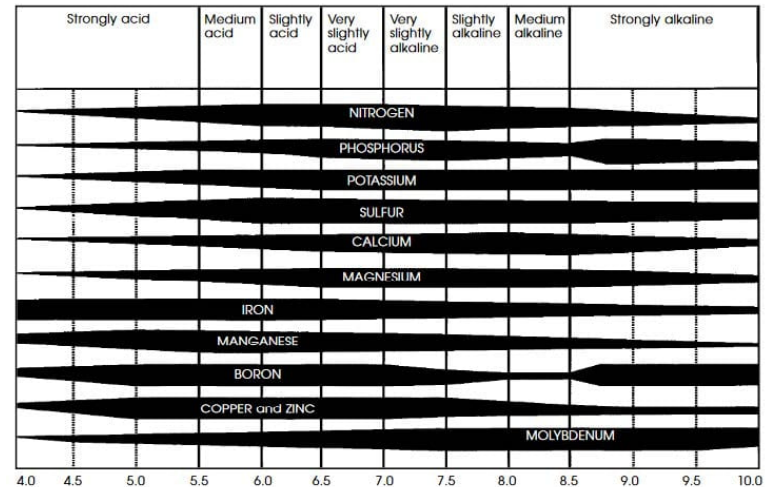 Strongly acid
Medium acid
Slightly acid
Very slightly acid
Very slightly alkaline
Slightly alkaline
Medium alkaline
Strongly alkaline
NITROGEN
PHOSPHORUS
POTASSIUM
SULFUR
CALCIUM
MAGNESIUM
IRON
MANGANESE
BORON
COPPER and ZINC
MOLYBDENUM
4.0 4.5 5.0 5.5 6.0 6.5 7.0 7.5 8.0 8.5 9.0 9.5 10.0